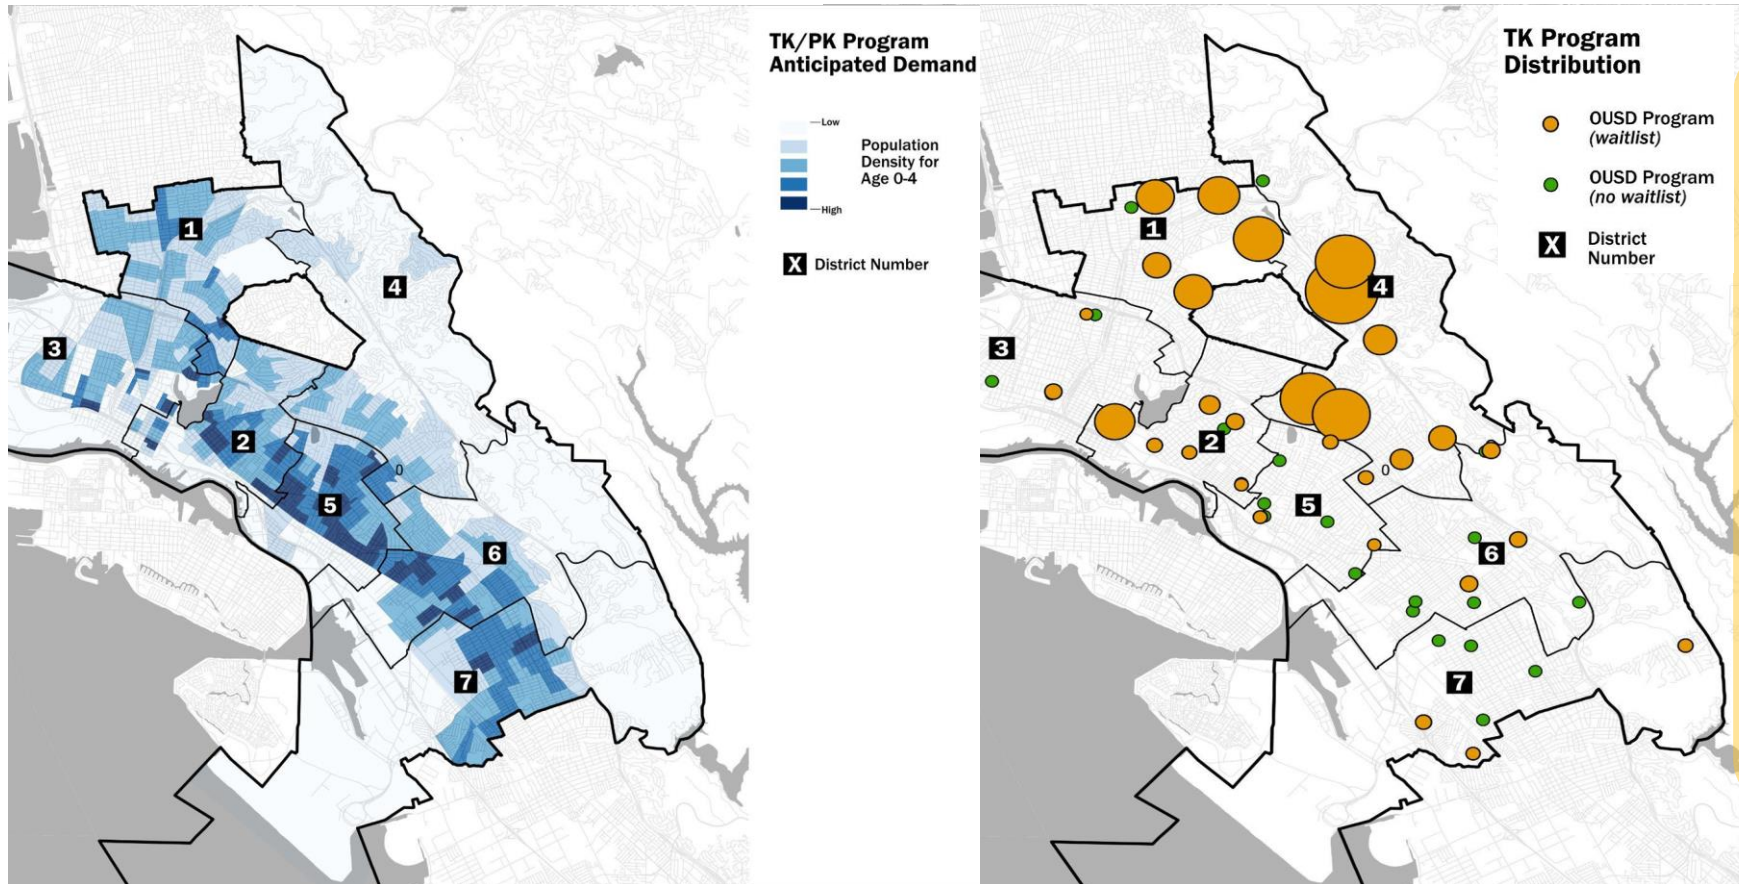 TK/PK Program
Anticipated Demand
Low
Population
Density for
Age 0-4
High
X District Number
1
4
3
2
0
5
6
7
TK Program
Distribution
OUSD Program
(waitlist)
OUSD Program
(no waitlist)
X District
Number
1
4
3
2
0
5
6
7